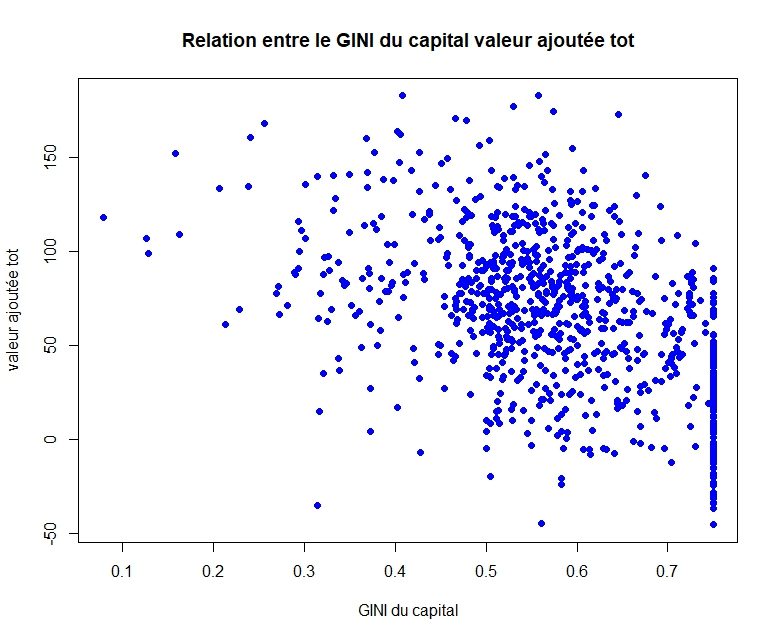 Relation entre le GINI du capital valeur ajoutée tot
valeur ajoutée tot
150
100
50
0
-50
0.1 0.2 0.3 0.4 0.5 0.6 0.7
GINI du capital